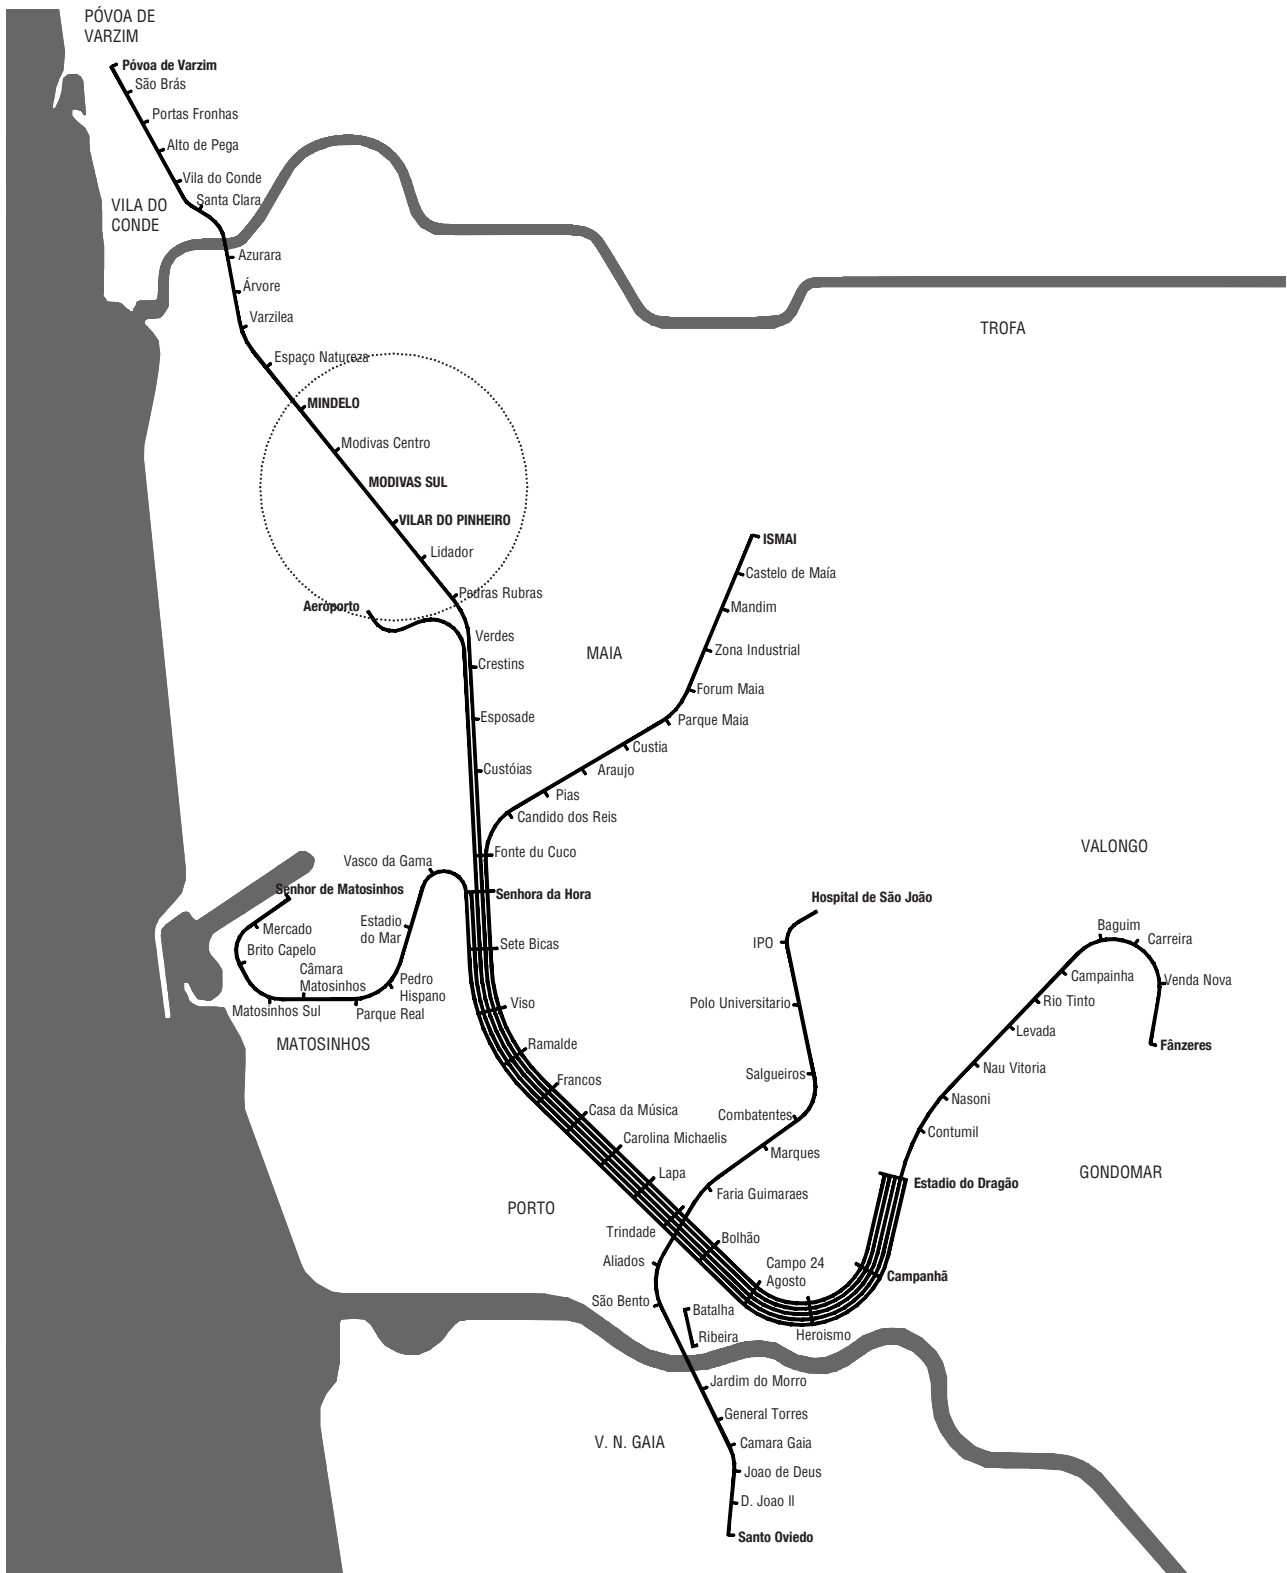 PÓVOA DE
VARZIM
Póvoa de Varzim
São Brás
Portas Fronhas
Alto de Pega
Vila do Conde
Santa Clara
VILA DO
CONDE
Azurara
Árvore
Varzilea
TROFA
Espaço Natureza
MINDELO
Modivas Centro
MODIVAS SUL
VILAR DO PINHEIRO
Lidador
Pedras Rubras
Aeroporto
Verdes
Crestins
Esposade
Custóias
MAIA
ISMAI
Castelo de Maía
Mandim
Zona Industrial
Forum Maia
Parque Maia
Custia
Araujo
Pias
Candido dos Reis
Fonte du Cuco
Vasco da Gama
Senhora da Hora
Senhor de Matosinhos
Mercado
Brito Capelo
Matosinhos Sul
Câmara
Matosinhos
Parque Real
Pedro
Hispano
Estadio
do Mar
MATOSINHOS
Sete Bicas
Viso
Ramalde
Francos
Casa da Música
Carolina Michaelis
Lapa
Trindade
Bolhão
Campo 24
Agosto
Heroismo
Campanhã
Estadio do Dragão
Contumil
Nasoni
Nau Vitoria
Levada
Rio Tinto
Campainha
Baguim
Carreira
Venda Nova
Fânzeres
VALONGO
GONDOMAR
Hospital de São João
IPO
Polo Universitario
Salgueiros
Combatentes
Marques
Faria Guimaraes
PORTO
Aliados
São Bento
Batalha
Ribeira
Jardim do Morro
General Torres
V. N. GAIA
Camara Gaia
Joao de Deus
D. Joao II
Santo Oviedo